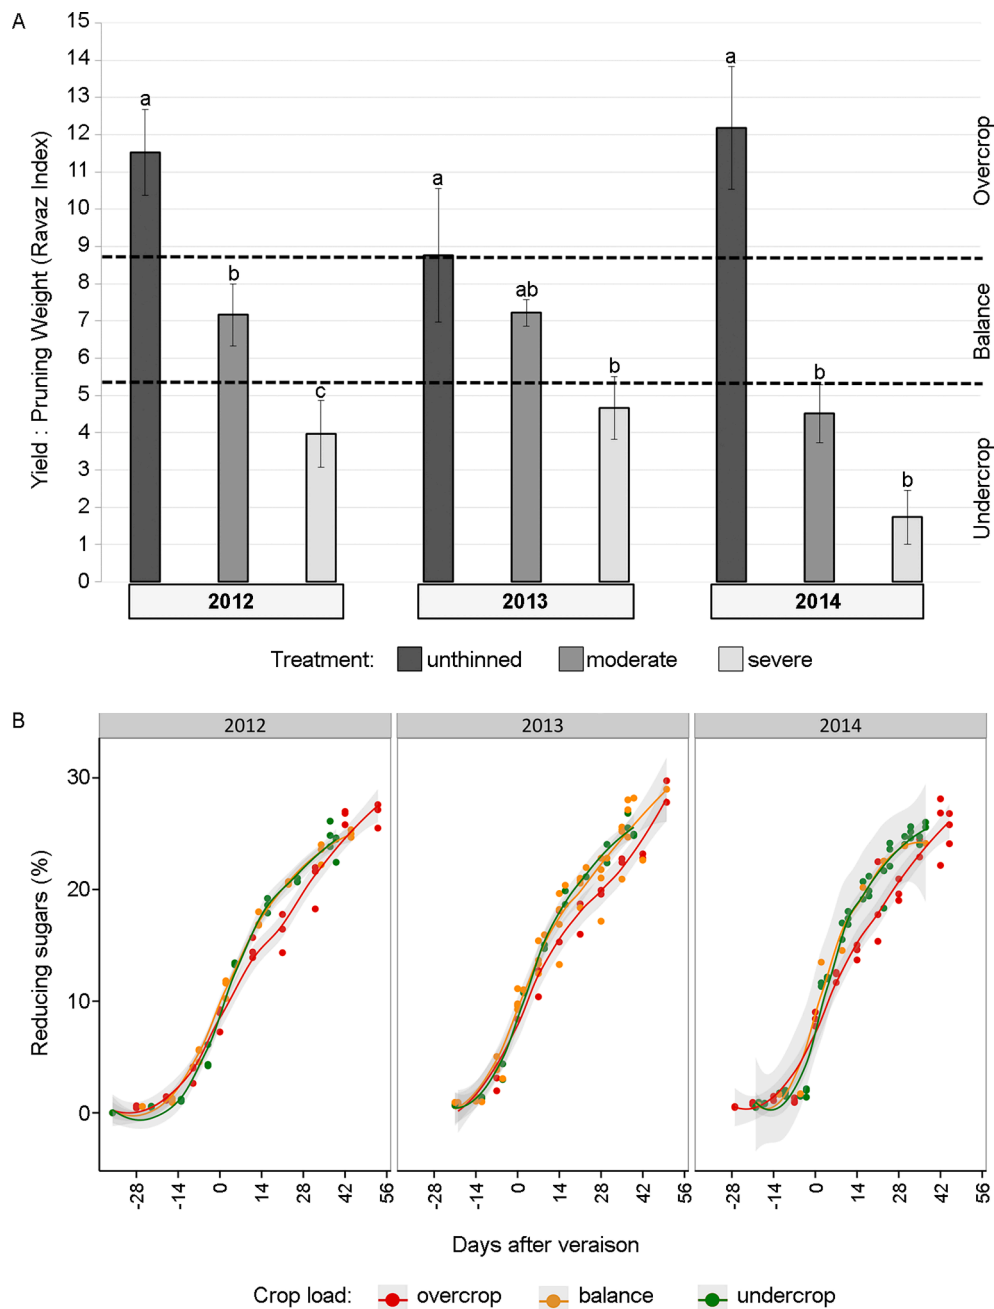 A
Yield : Pruning Weight (Ravaz Index)
15
14
13
12
11
10
9
8
7
6
5
4
3
2
1
0
a
b
c
a
ab
b
a
b
b
Overcrop
Balance
Undercrop
2012
2013
2014
Treatment: unthinned moderate severe
B
2012
2013
2014
Reducing sugars (%)
30
20
10
0
-28 -14 0 14 28 42 56
-28 -14 0 14 28 42 56
-28 -14 0 14 28 42 56
Days after veraison
Crop load: overcrop balance undercrop